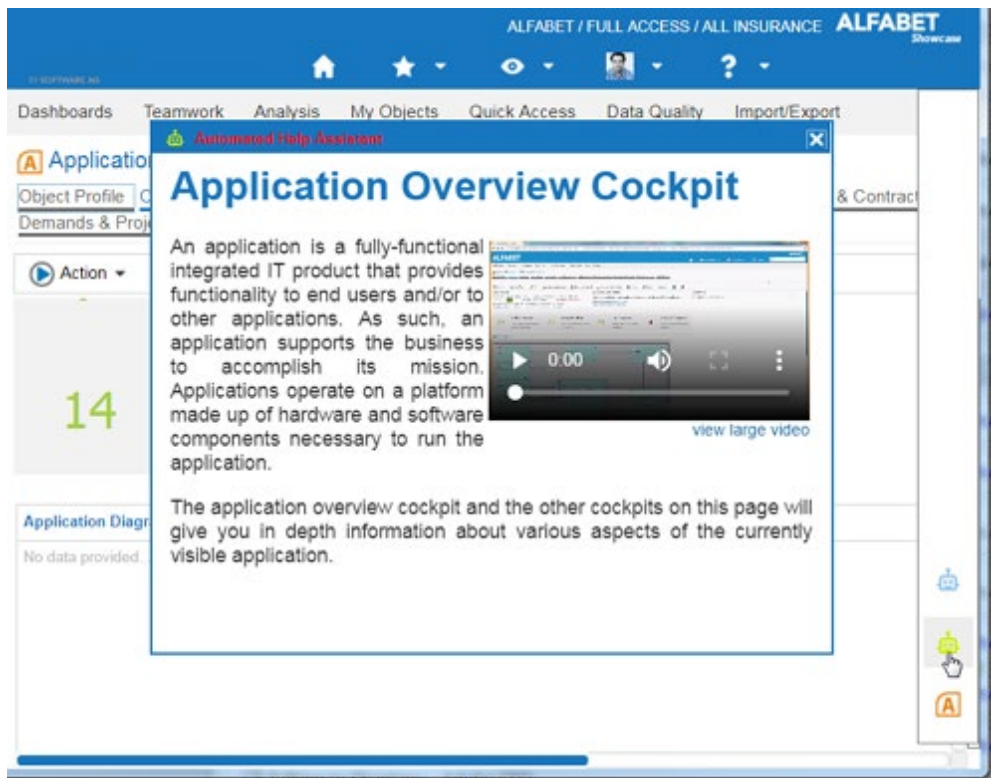 ALFABET / FULL ACCESS / ALL INSURANCE ALFABET
Showcase
Dashboards Teamwork Analysis My Objects Quick Access Data Quality Import/Export
Automared Help Assistent
Applicatio
Application Overview Cockpit
Object Profile
& Contract
Demands & Proj
Action
An application is a fully-functional
integrated IT product that provides
functionality to end users and/or to
other applications. As such, an
application supports the business
to accomplish its mission.
Applications operate on a platform
made up of hardware and software
components necessary to run the
application.
ALFABET
0:00
view large video
14
The application overview cockpit and the other cockpits on this page will
give you in depth information about various aspects of the currently
visible application.
Application Diagr
No data provided.
A